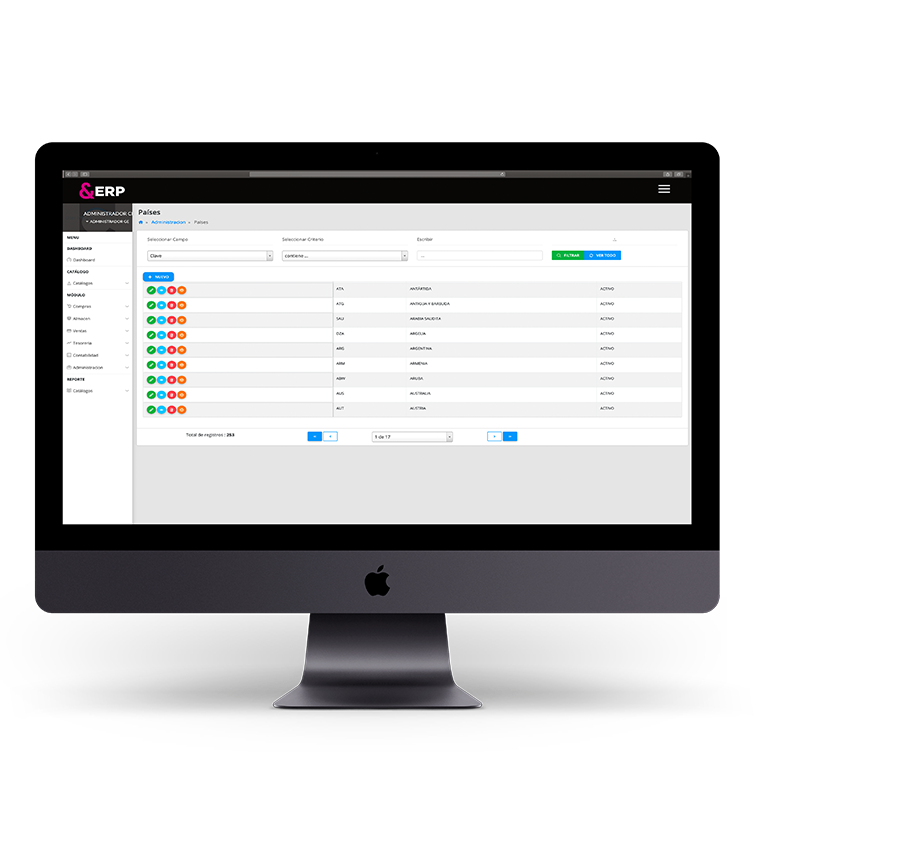 &ERP
ADMINISTRADOR
ADMINISTRADOR GE
MENU
DASHBOARD
Dashboard
CATÁLOGO
Catálogos
MÓDULO
Compras
Almacen
Ventas
Tesorería
Contabilidad
Administracion
REPORTE
Catálogos
Países
Administracion • Países
Seleccionar Campo Seleccionar Criterio Escribir
Clave contiene ... ... FILTRAR VER TODO
+ NUEVO
ATA ANTÁRTIDA ACTIVO
ATG ANTIGUA Y BARBUDA ACTIVO
SAU ARABIA SAUDITA ACTIVO
DZA ARGELIA ACTIVO
ARG ARGENTINA ACTIVO
ARM ARMENIA ACTIVO
ABW ARUBA ACTIVO
AUS AUSTRALIA ACTIVO
AUT AUSTRIA ACTIVO
Total de registros : 253 1 de 17